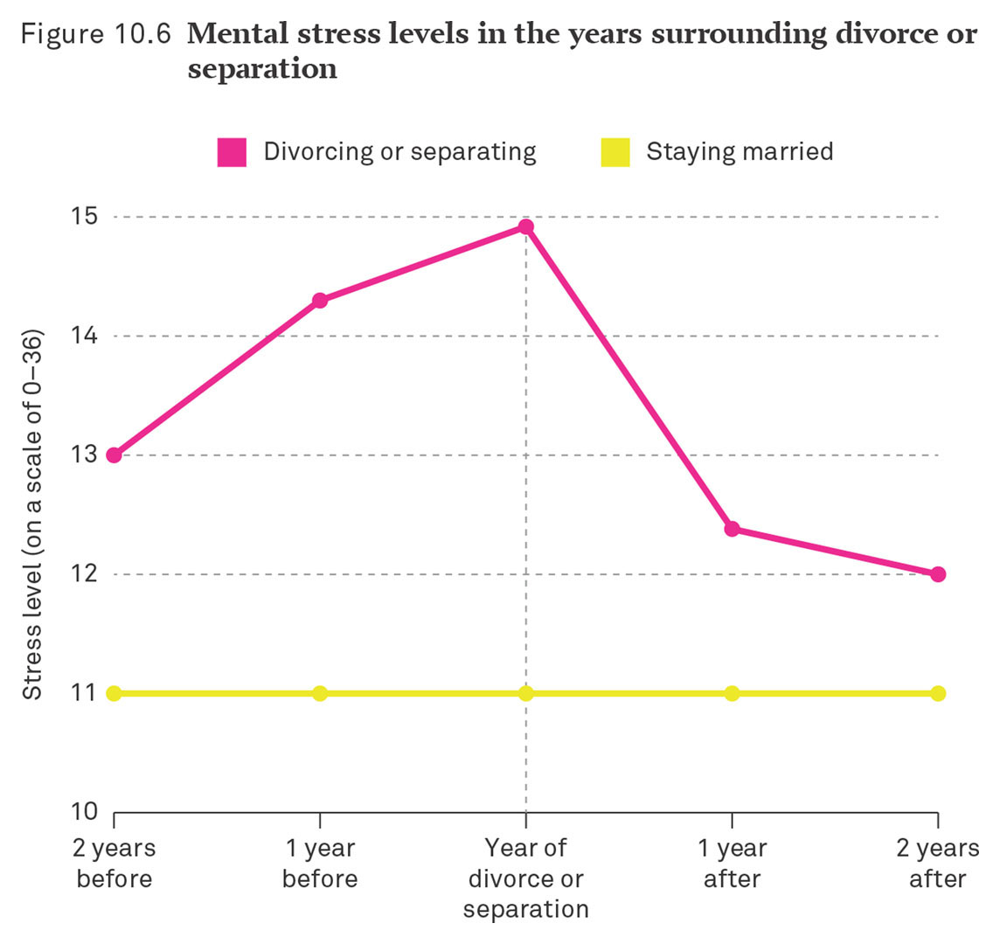 Figure 10.6 Mental stress levels in the years surrounding divorce or
separation
Divorcing or separating
Staying married
Stress level (on a scale of 0–36)
15
14
13
12
11
10
2 years
before
1 year
before
Year of
divorce or
separation
1 year
after
2 years
after